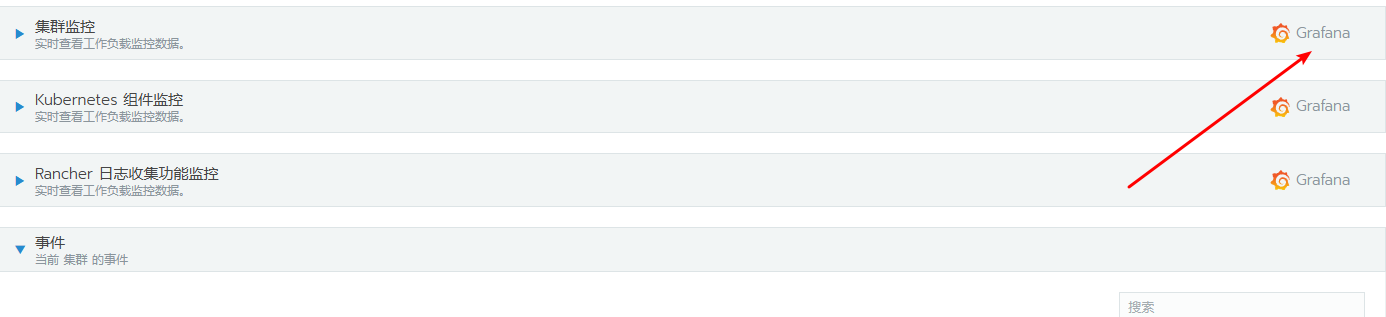 集群监控
实时查看工作负载监控数据。
Grafana
Kubernetes 组件监控
实时查看工作负载监控数据。
Grafana
Rancher 日志收集功能监控
实时查看工作负载监控数据。
Grafana
事件
当前 集群 的事件
搜索